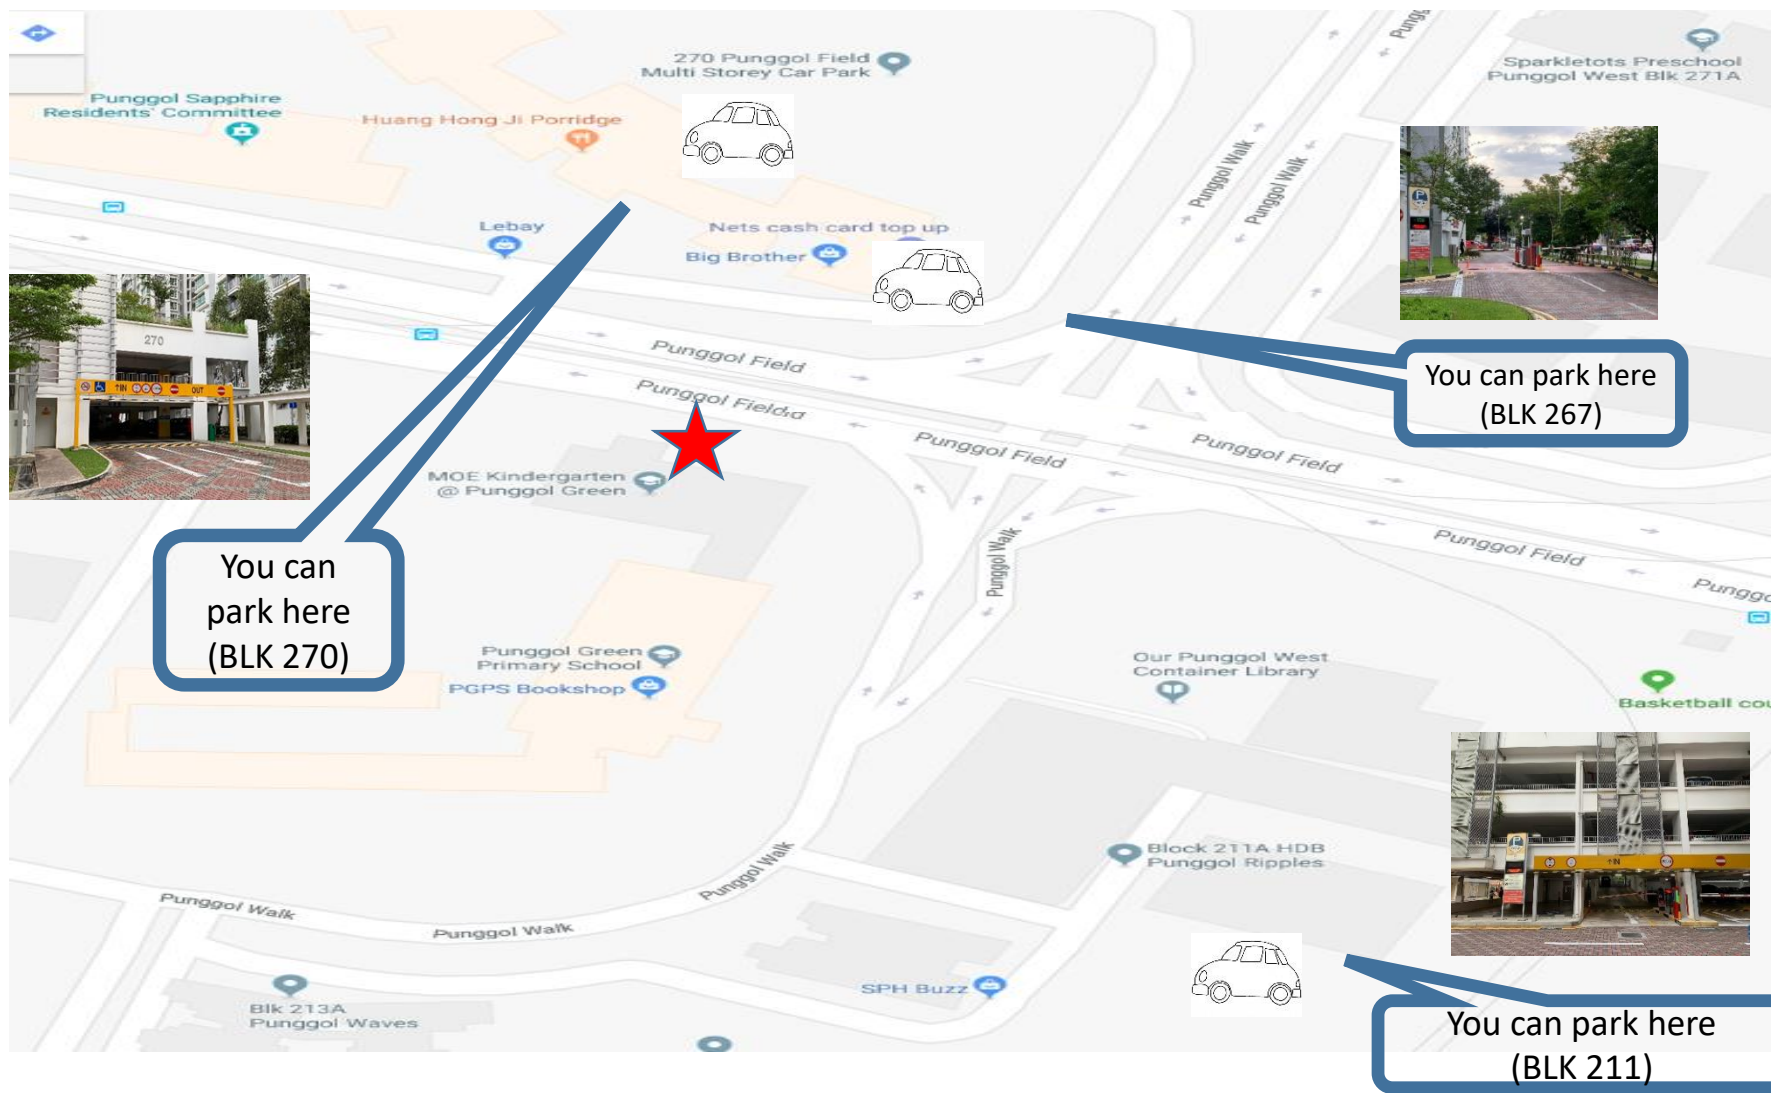 270 Punggol Field
Multi Storey Car Park
Sparkletots Preschool
Punggol West Blk 271A
Punggol Sapphire
Residents' Committee
Huang Hong Ji Porridge
Punggol Walk
Punggol Walk
Lebay
Nets cash card top up
Big Brother
270
↑IN
OUT
Punggol Field
Punggol Field
You can park here
(BLK 267)
Punggol Field
Punggol Field
MOE Kindergarten
@ Punggol Green
Punggol Walk
Punggol Field
You can
park here
(BLK 270)
Punggol Green
Primary School
PGPS Bookshop
Our Punggol West
Container Library
Basketball cou
Block 211A HDB
Punggol Ripples
↑IN
Punggol Walk
Punggol Walk
Punggol Walk
SPH Buzz
Blk 213A
Punggol Waves
You can park here
(BLK 211)